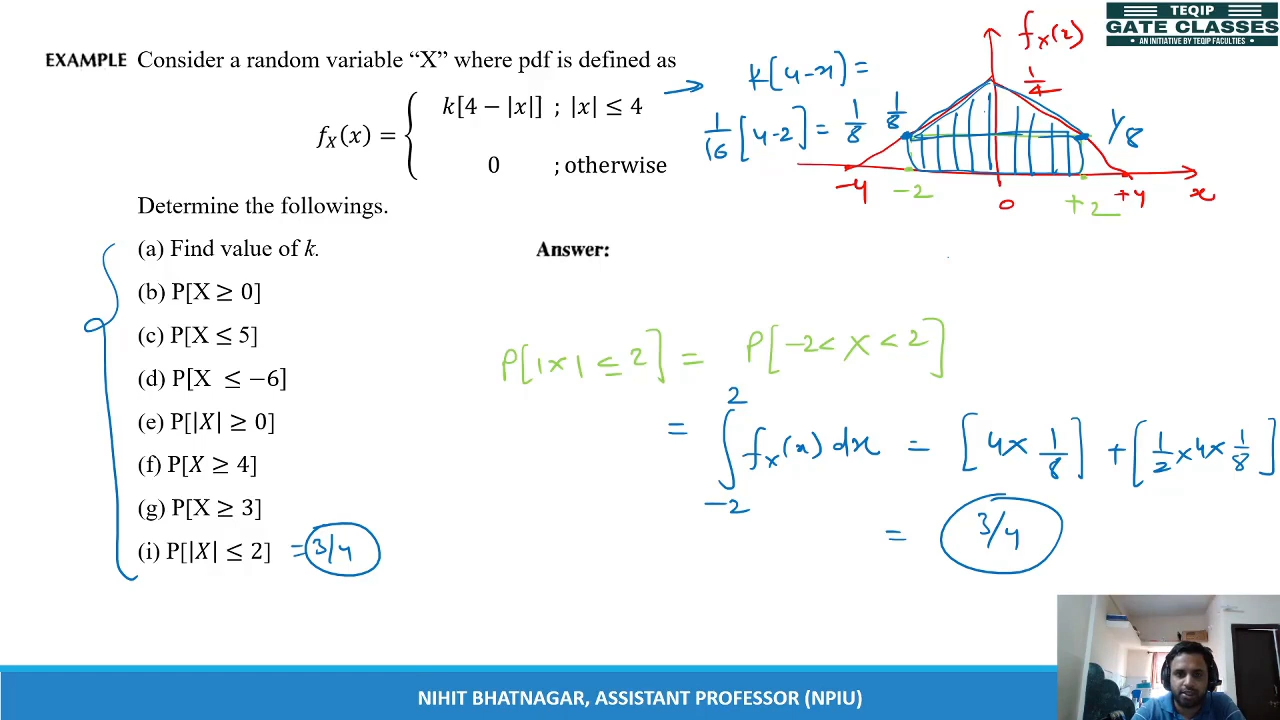 TEQIP
GATE CLASSES
AN INITIATIVE BY TEQIP FACULTIES
EXAMPLE Consider a random variable “X” where pdf is defined as
k[4 − |x|] ; |x| ≤ 4
f_X(x) = {
0 ; otherwise
Determine the followings.
(a) Find value of k.
(b) P[X ≥ 0]
(c) P[X ≤ 5]
(d) P[X ≤ −6]
(e) P[|X| ≥ 0]
(f) P[X ≥ 4]
(g) P[X ≥ 3]
(i) P[|X| ≤ 2] = 3/4
→ k[4-x) =
1/16 [4-2] = 1/8
f_X(x)
1/4
1/8
1/8
-4 -2 0 +2 +4 x
Answer:
P[|X| ≤ 2] = P[-2 < X < 2]
= ∫_{-2}^{2} f_X(x) dx = [4 x 1/8] + [1/2 x 4 x 1/8]
= 3/4
NIHIT BHATNAGAR, ASSISTANT PROFESSOR (NPIU)